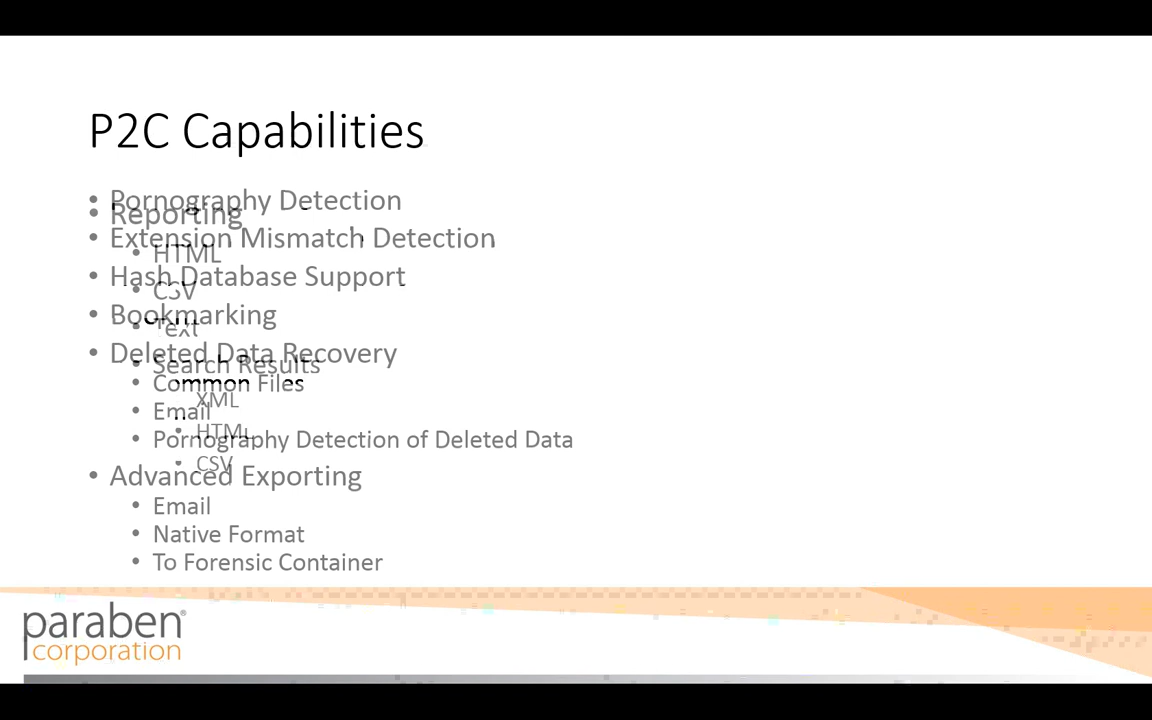 P2C Capabilities
• Pornography Detection
• Reporting
• Extension Mismatch Detection
• HTML
• Hash Database Support
• CSV
• Bookmarking
• Text
• Deleted Data Recovery
• Search Results
• Common Files
• XML
• Email
• HTML
• Pornography Detection of Deleted Data
• CSV
• Advanced Exporting
• Email
• Native Format
• To Forensic Container
paraben®
corporation